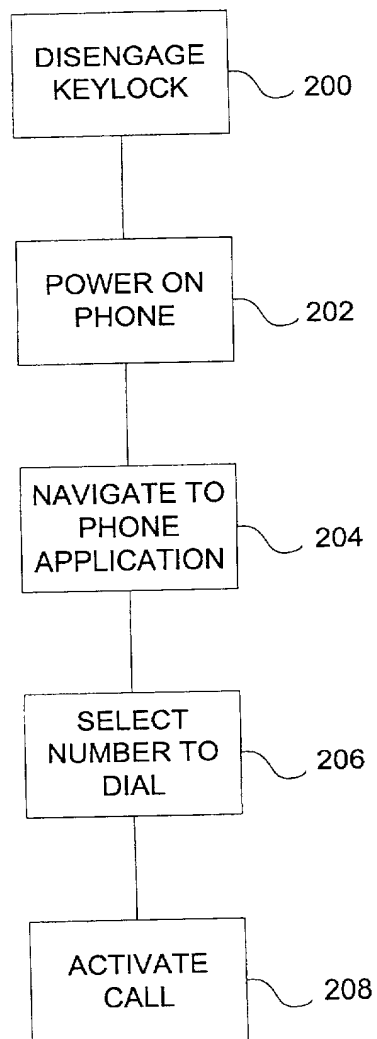 DISENGAGE
KEYLOCK
200
POWER ON
PHONE
202
NAVIGATE TO
PHONE
APPLICATION
204
SELECT
NUMBER TO
DIAL
206
ACTIVATE
CALL
208